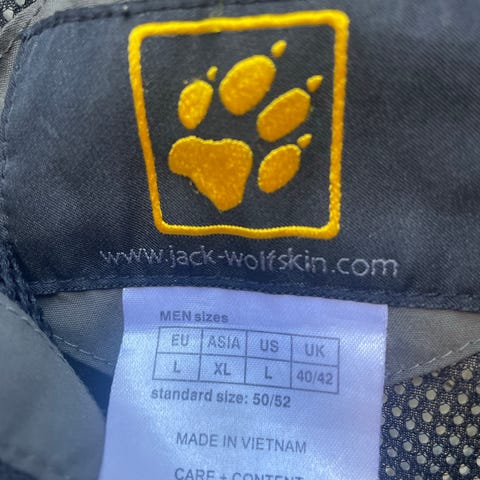 www.jack-wolfskin.com
MEN sizes
EU ASIA US UK
L XL L 40/42
standard size: 50/52
MADE IN VIETNAM
CARE + CONTENT